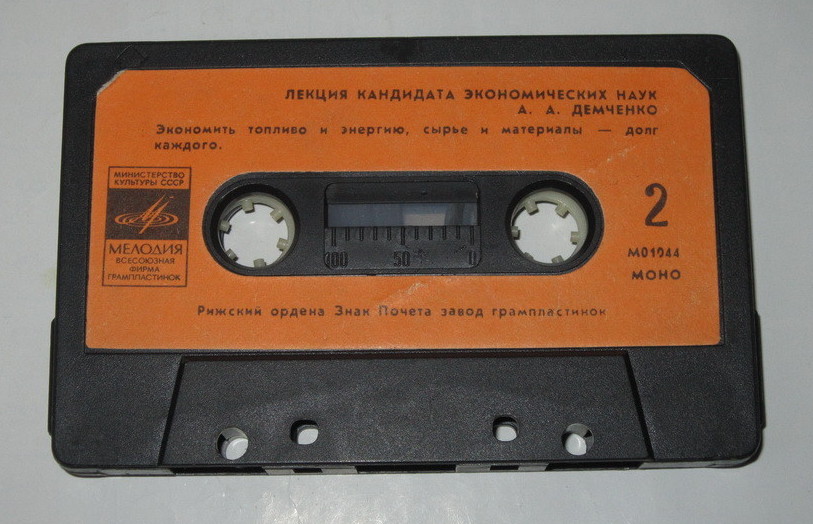 ЛЕКЦИЯ КАНДИДАТА ЭКОНОМИЧЕСКИХ НАУК
А. А. ДЕМЧЕНКО
Экономить топливо и энергию, сырье и материалы — долг
каждого.
МИНИСТЕРСТВО
КУЛЬТУРЫ СССР
МЕЛОДИЯ
ВСЕСОЮЗНАЯ
ФИРМА
ГРАМПЛАСТИНОК
2
М01044
МОНО
100 50 0
Рижский ордена Знак Почета завод грампластинок